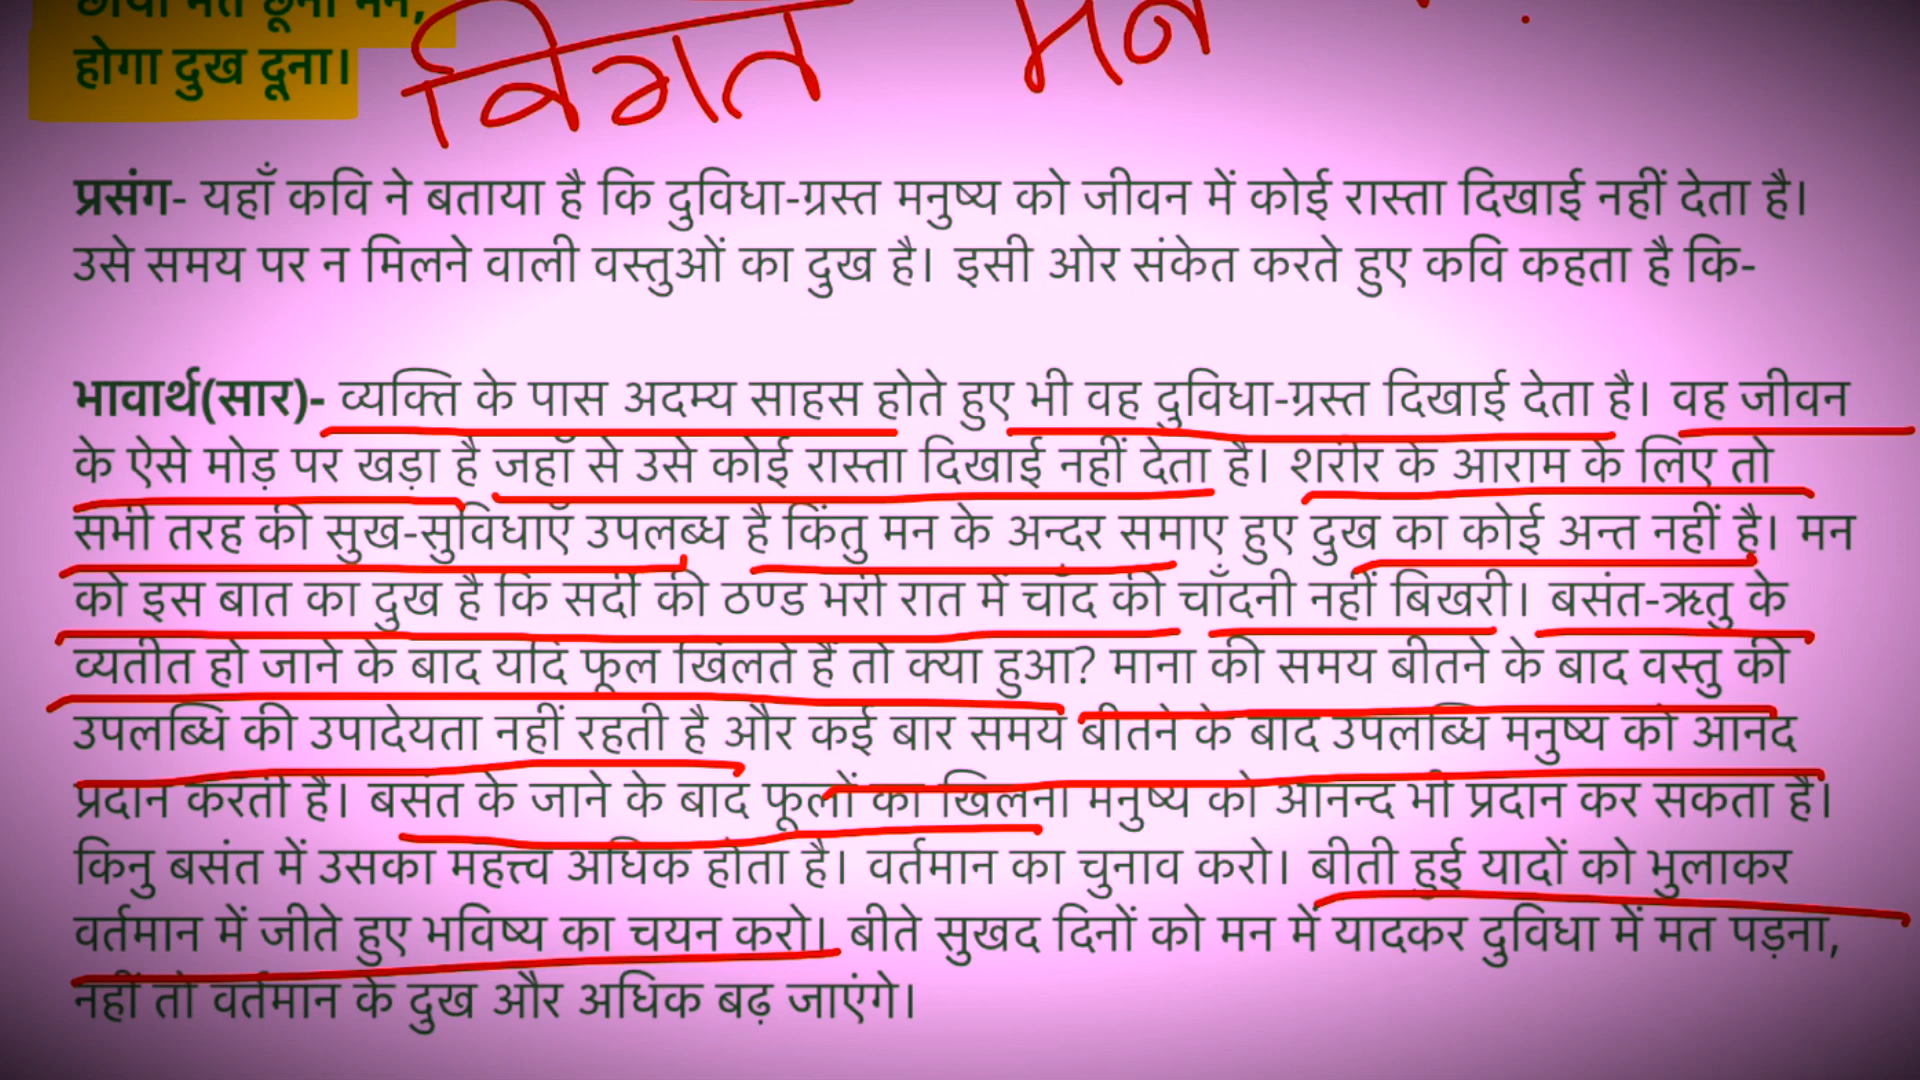 छाया मत छूना मन,
होगा दुख दूना।
विगत मन
प्रसंग- यहाँ कवि ने बताया है कि दुविधा-ग्रस्त मनुष्य को जीवन में कोई रास्ता दिखाई नहीं देता है।
उसे समय पर न मिलने वाली वस्तुओं का दुख है। इसी ओर संकेत करते हुए कवि कहता है कि-
भावार्थ(सार)- व्यक्ति के पास अदम्य साहस होते हुए भी वह दुविधा-ग्रस्त दिखाई देता है। वह जीवन
के ऐसे मोड़ पर खड़ा है जहाँ से उसे कोई रास्ता दिखाई नहीं देता है। शरीर के आराम के लिए तो
सभी तरह की सुख-सुविधाएँ उपलब्ध है किंतु मन के अन्दर समाए हुए दुख का कोई अन्त नहीं है। मन
को इस बात का दुख है कि सर्दी की ठण्ड भरी रात में चाँद की चाँदनी नहीं बिखरी। बसंत-ऋतु के
व्यतीत हो जाने के बाद यदि फूल खिलते हैं तो क्या हुआ? माना की समय बीतने के बाद वस्तु की
उपलब्धि की उपादेयता नहीं रहती है और कई बार समय बीतने के बाद उपलब्धि मनुष्य को आनंद
प्रदान करती है। बसंत के जाने के बाद फूलों का खिलना मनुष्य को आनन्द भी प्रदान कर सकता है।
किनु बसंत में उसका महत्त्व अधिक होता है। वर्तमान का चुनाव करो। बीती हुई यादों को भुलाकर
वर्तमान में जीते हुए भविष्य का चयन करो। बीते सुखद दिनों को मन में यादकर दुविधा में मत पड़ना,
नहीं तो वर्तमान के दुख और अधिक बढ़ जाएंगे।